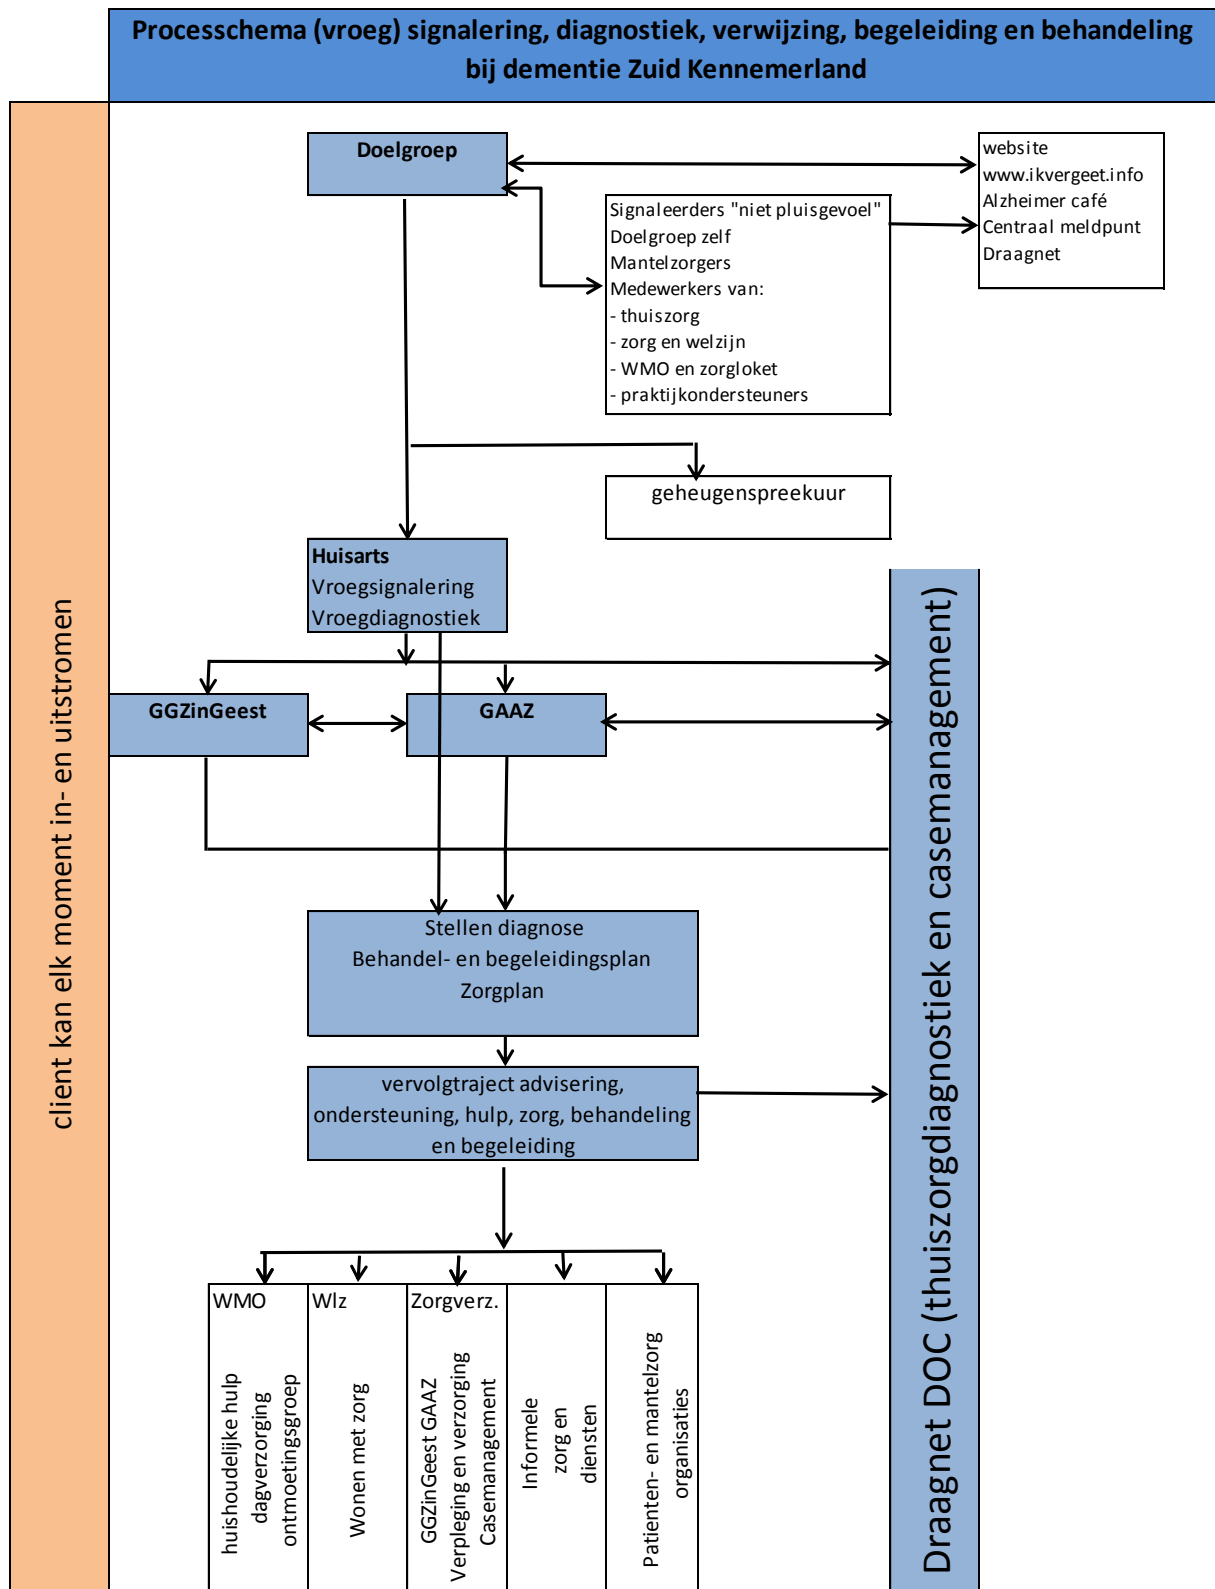 Processchema (vroeg) signalering, diagnostiek, verwijzing, begeleiding en behandeling
bij dementie Zuid Kennemerland
client kan elk moment in- en uitstromen
Doelgroep
website
www.ikvergeet.info
Alzheimer café
Centraal meldpunt
Draagnet
Signaleerders "niet pluisgevoel"
Doelgroep zelf
Mantelzorgers
Medewerkers van:
- thuiszorg
- zorg en welzijn
- WMO en zorgloket
- praktijkondersteuners
geheugenspreekuur
Huisarts
Vroegsignalering
Vroegdiagnostiek
GGZinGeest
GAAZ
Draagnet DOC (thuiszorgdiagnostiek en casemanagement)
Stellen diagnose
Behandel- en begeleidingsplan
Zorgplan
vervolgtraject advisering,
ondersteuning, hulp, zorg, behandeling
en begeleiding
WMO
huishoudelijke hulp
dagverzorging
ontmoetingsgroep
Wlz
Wonen met zorg
Zorgverz.
GGZinGeest GAAZ
Verpleging en verzorging
Casemanagement
Informele
zorg en
diensten
Patienten- en mantelzorg
organisaties